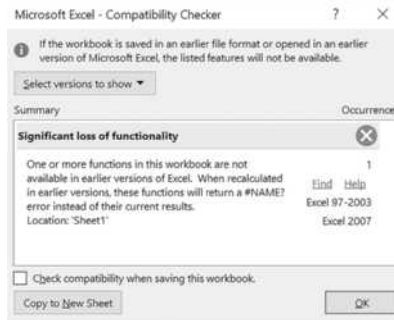 Microsoft Excel - Compatibility Checker ? ×
If the workbook is saved in an earlier file format or opened in an earlier
version of Microsoft Excel, the listed features will not be available.
Select versions to show
Summary Occurrence
Significant loss of functionality
One or more functions in this workbook are not 1
available in earlier versions of Excel. When recalculated
in earlier versions, these functions will return a #NAME? Find Help
error instead of their current results. Excel 97-2003
Location: 'Sheet1' Excel 2007
Check compatibility when saving this workbook.
Copy to New Sheet OK